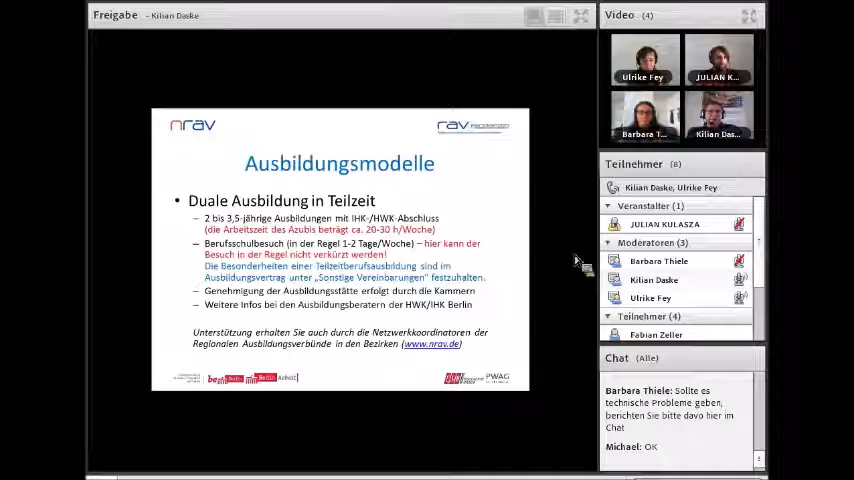 Freigabe - Kilian Daske
nrav
rav
Ausbildungsmodelle
• Duale Ausbildung in Teilzeit
– 2 bis 3,5-jährige Ausbildungen mit IHK-/HWK-Abschluss
(die Arbeitszeit des Azubis beträgt ca. 20-30 h/Woche)
– Berufsschulbesuch (in der Regel 1-2 Tage/Woche) – hier kann der
Besuch in der Regel nicht verkürzt werden!
Die Besonderheiten einer Teilzeitberufsausbildung sind im
Ausbildungsvertrag unter „Sonstige Vereinbarungen" festzuhalten.
– Genehmigung der Ausbildungsstätte erfolgt durch die Kammern
– Weitere Infos bei den Ausbildungsberatern der HWK/IHK Berlin
Unterstützung erhalten Sie auch durch die Netzwerkkoordinatoren der
Regionalen Ausbildungsverbünde in den Bezirken (www.nrav.de)
be Berlin
Berlin arbeitet
PWAG
Video (4)
Ulrike Fey
JULIAN K...
Barbara T...
Kilian Das...
Teilnehmer (8)
Kilian Daske, Ulrike Fey
Veranstalter (1)
JULIAN KULASZA
Moderatoren (3)
Barbara Thiele
Kilian Daske
Ulrike Fey
Teilnehmer (4)
Fabian Zeller
Chat (Alle)
Barbara Thiele: Sollte es
technische Probleme geben,
berichten Sie bitte davo hier im
Chat
Michael: OK